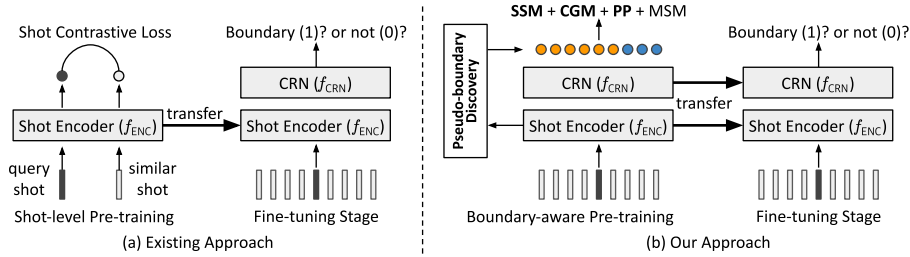 Shot Contrastive Loss
Boundary (1)? or not (0)?
CRN (fCRN)
transfer
Shot Encoder (fENC)
Shot Encoder (fENC)
query shot
similar shot
Shot-level Pre-training
Fine-tuning Stage
(a) Existing Approach
SSM + CGM + PP + MSM
Boundary (1)? or not (0)?
Pseudo-boundary
Discovery
CRN (fCRN)
CRN (fCRN)
transfer
Shot Encoder (fENC)
Shot Encoder (fENC)
Boundary-aware Pre-training
Fine-tuning Stage
(b) Our Approach